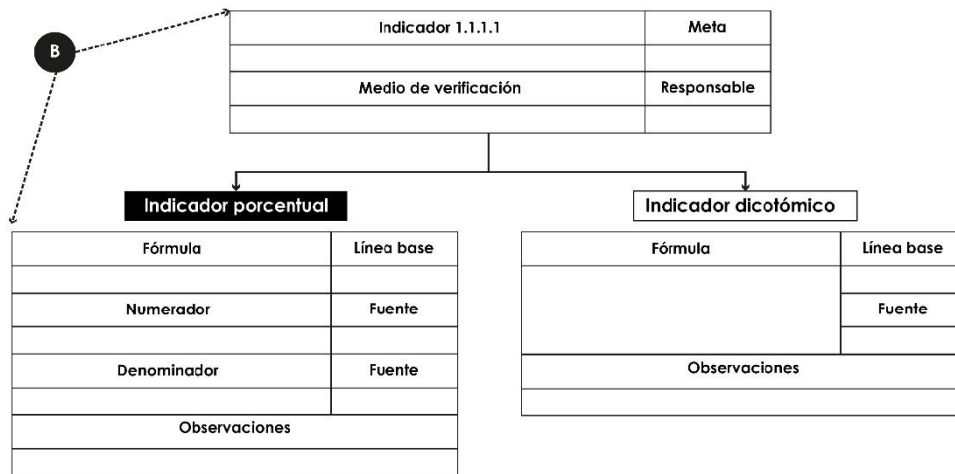 B
Indicador 1.1.1.1 Meta
Medio de verificación Responsable
Indicador porcentual
Fórmula Línea base
Numerador Fuente
Denominador Fuente
Observaciones
Indicador dicotómico
Fórmula Línea base
Fuente
Observaciones